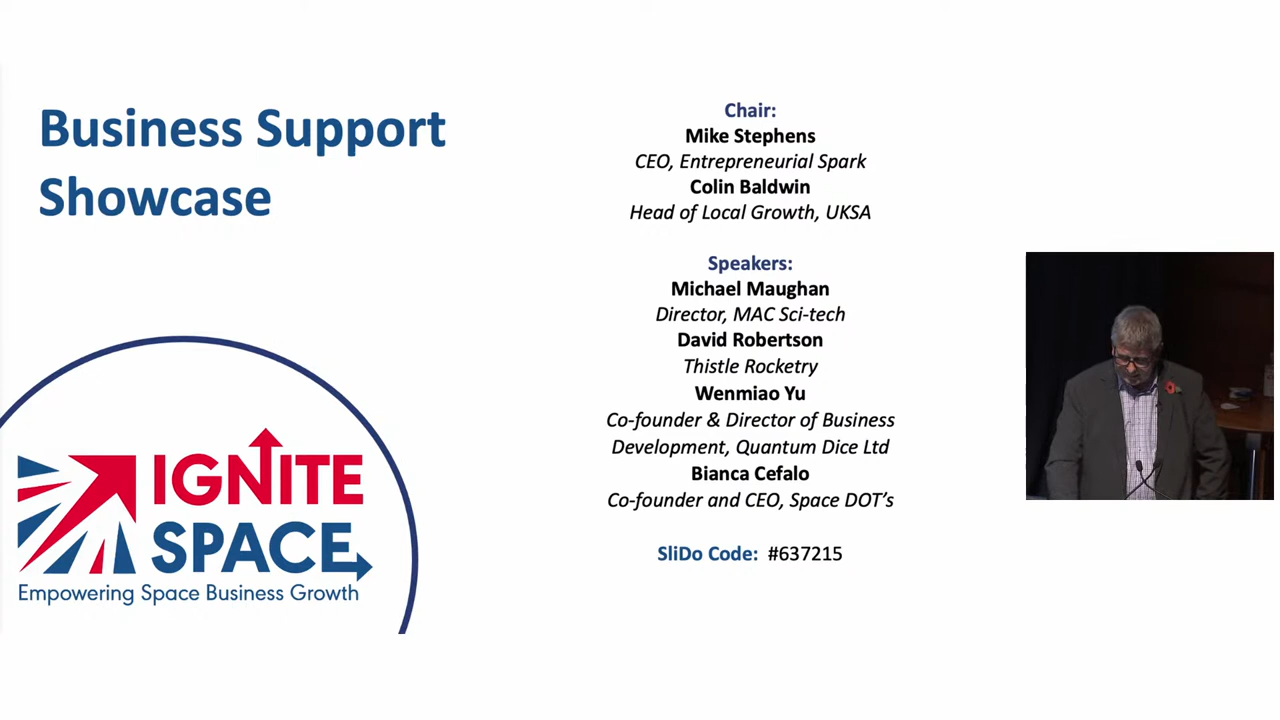 Business Support
Showcase
IGNITE
SPACE
Empowering Space Business Growth
Chair:
Mike Stephens
CEO, Entrepreneurial Spark
Colin Baldwin
Head of Local Growth, UKSA
Speakers:
Michael Maughan
Director, MAC Sci-tech
David Robertson
Thistle Rocketry
Wenmiao Yu
Co-founder & Director of Business
Development, Quantum Dice Ltd
Bianca Cefalo
Co-founder and CEO, Space DOT’s
SliDo Code: #637215